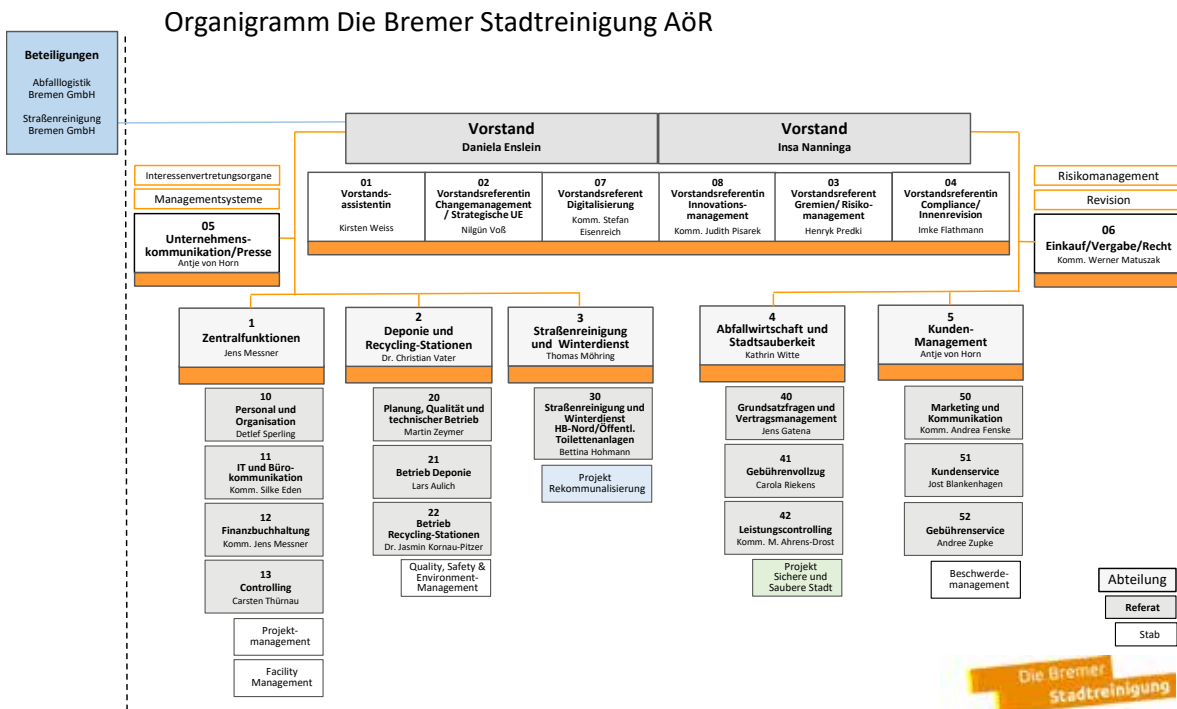 Organigramm Die Bremer Stadtreinigung AöR
Beteiligungen
Abfalllogistik
Bremen GmbH
Straßenreinigung
Bremen GmbH
Vorstand
Daniela Enslein
Vorstand
Insa Nanninga
Interessenvertretungsorgane
Managementsysteme
05
Unternehmens-
kommunikation/Presse
Antje von Horn
01
Vorstands-
assistentin
Kirsten Weiss
02
Vorstandsreferentin
Changemanagement
/ Strategische UE
Nilgün Voß
07
Vorstandsreferent
Digitalisierung
Komm. Stefan
Eisenreich
08
Vorstandsreferentin
Innovations-
management
Komm. Judith Pisarek
03
Vorstandsreferent
Gremien/ Risiko-
management
Henryk Predki
04
Vorstandsreferentin
Compliance/
Innenrevision
Imke Flathmann
Risikomanagement
Revision
06
Einkauf/Vergabe/Recht
Komm. Werner Matuszak
1
Zentralfunktionen
Jens Messner
10
Personal und
Organisation
Detlef Sperling
11
IT und Büro-
kommunikation
Komm. Silke Eden
12
Finanzbuchhaltung
Komm. Jens Messner
13
Controlling
Carsten Thürnau
Projekt-
management
Facility
Management
2
Deponie und
Recycling-Stationen
Dr. Christian Vater
20
Planung, Qualität und
technischer Betrieb
Martin Zeymer
21
Betrieb Deponie
Lars Aulich
22
Betrieb
Recycling-Stationen
Dr. Jasmin Kornau-Pitzer
Quality, Safety &
Environment-
Management
3
Straßenreinigung
und Winterdienst
Thomas Möhring
30
Straßenreinigung und
Winterdienst
HB-Nord/Öffentl.
Toilettenanlagen
Bettina Hohmann
Projekt
Rekommunalisierung
4
Abfallwirtschaft und
Stadtsauberkeit
Kathrin Witte
40
Grundsatzfragen und
Vertragsmanagement
Jens Gatena
41
Gebührenvollzug
Carola Riekens
42
Leistungscontrolling
Komm. M. Ahrens-Drost
Projekt
Sichere und
Saubere Stadt
5
Kunden-
Management
Antje von Horn
50
Marketing und
Kommunikation
Komm. Andrea Fenske
51
Kundenservice
Jost Blankenhagen
52
Gebührenservice
Andree Zupke
Beschwerde-
management
Abteilung
Referat
Stab
Die Bremer
Stadtreinigung